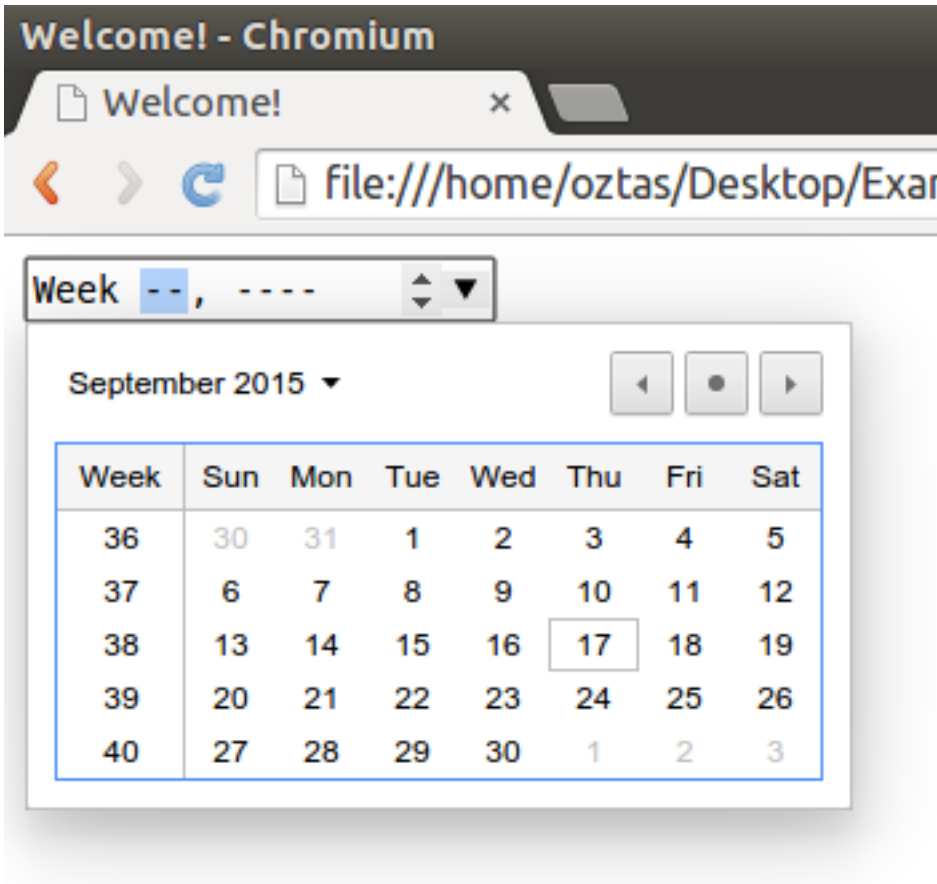 Welcome! - Chromium
Welcome! ×
file:///home/oztas/Desktop/Exar
Week --, ----
September 2015
Week Sun Mon Tue Wed Thu Fri Sat
36 30 31 1 2 3 4 5
37 6 7 8 9 10 11 12
38 13 14 15 16 17 18 19
39 20 21 22 23 24 25 26
40 27 28 29 30 1 2 3